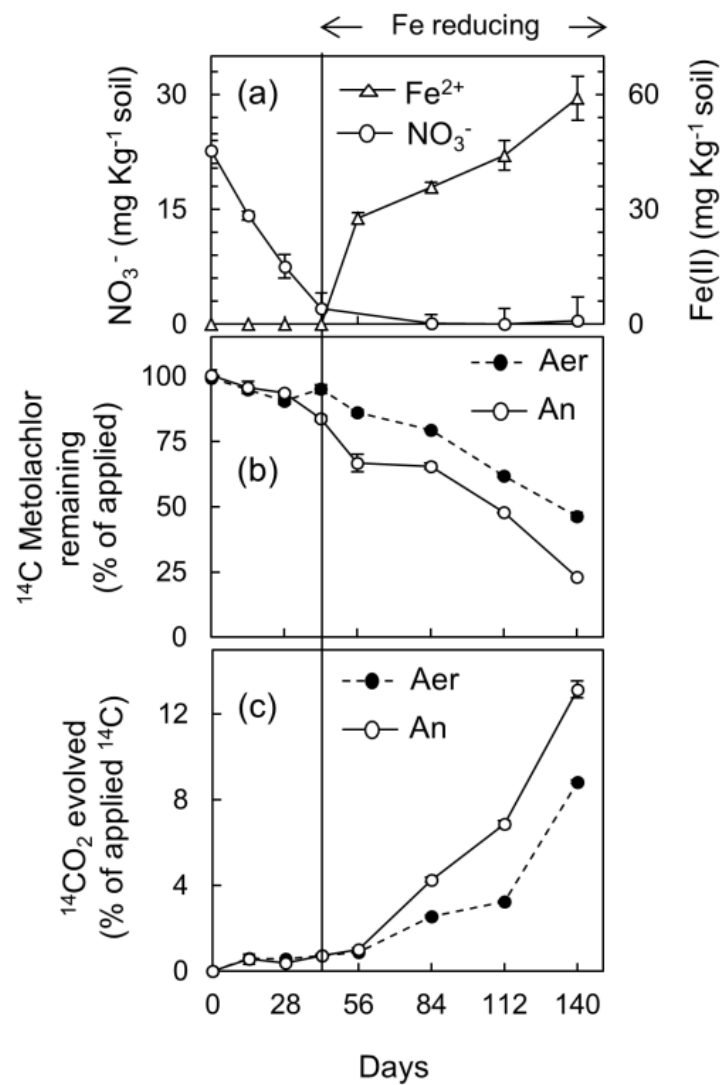 Fe reducing
(a)
Fe²⁺
NO₃⁻
NO₃⁻ (mg Kg⁻¹ soil)
30
15
0
Fe(II) (mg Kg⁻¹ soil)
60
30
0
(b)
Aer
An
¹⁴C Metolachlor
remaining
(% of applied)
100
75
50
25
0
(c)
Aer
An
¹⁴CO₂ evolved
(% of applied ¹⁴C)
12
8
4
0
0 28 56 84 112 140
Days